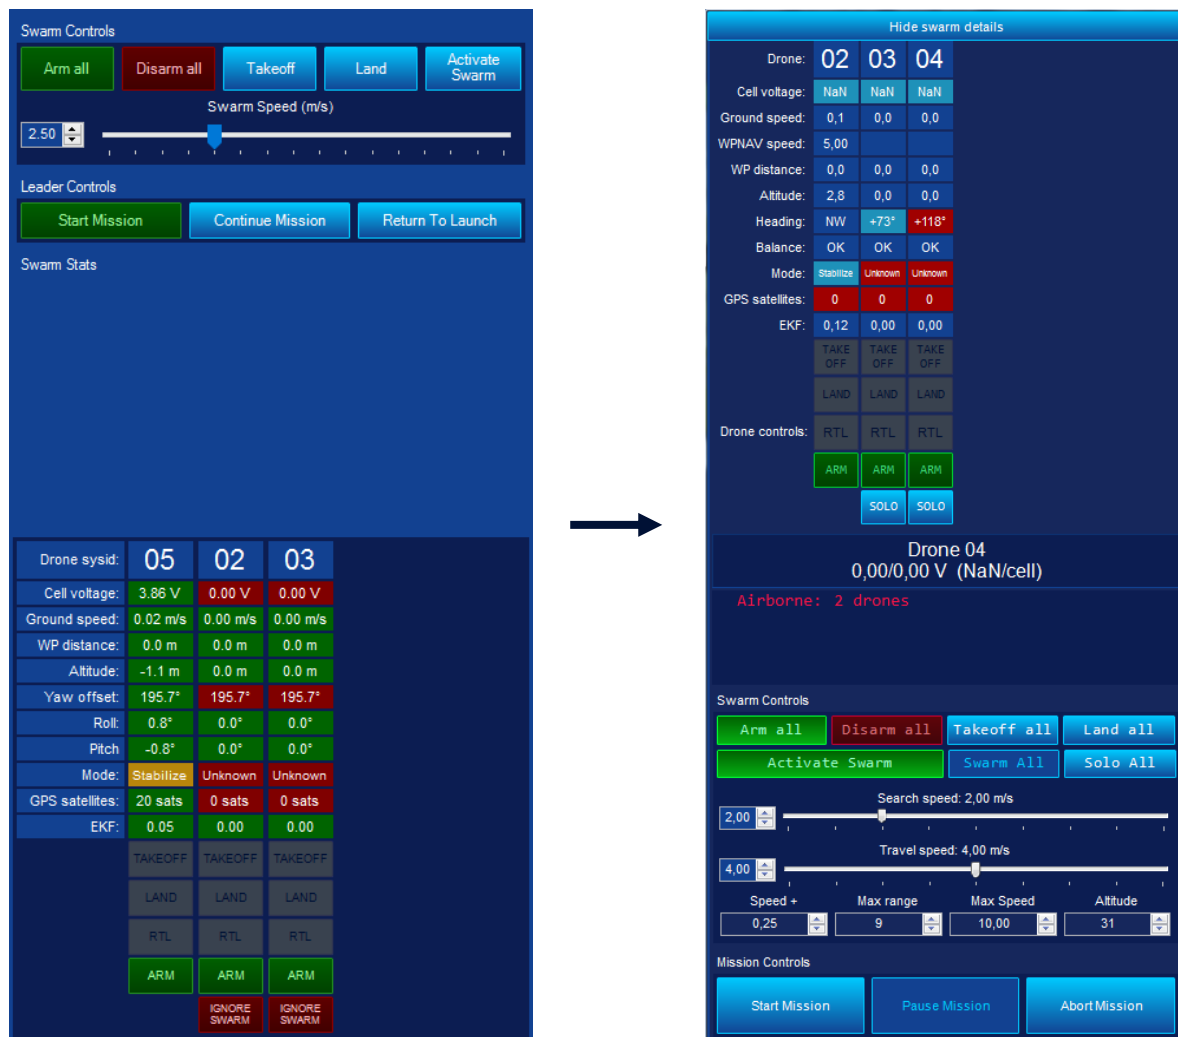 Swarm Controls
Arm all Disarm all Takeoff Land Activate Swarm
Swarm Speed (m/s)
2.50
Leader Controls
Start Mission Continue Mission Return To Launch
Swarm Stats
Drone sysid: 05 02 03
Cell voltage: 3.86 V 0.00 V 0.00 V
Ground speed: 0.02 m/s 0.00 m/s 0.00 m/s
WP distance: 0.0 m 0.0 m 0.0 m
Altitude: -1.1 m 0.0 m 0.0 m
Yaw offset: 195.7° 195.7° 195.7°
Roll: 0.8° 0.0° 0.0°
Pitch -0.8° 0.0° 0.0°
Mode: Stabilize Unknown Unknown
GPS satellites: 20 sats 0 sats 0 sats
EKF: 0.05 0.00 0.00
TAKEOFF TAKEOFF TAKEOFF
LAND LAND LAND
RTL RTL RTL
ARM ARM ARM
IGNORE SWARM IGNORE SWARM
Hide swarm details
Drone: 02 03 04
Cell voltage: NaN NaN NaN
Ground speed: 0,1 0,0 0,0
WPNAV speed: 5,00
WP distance: 0,0 0,0 0,0
Altitude: 2,8 0,0 0,0
Heading: NW +73° +118°
Balance: OK OK OK
Mode: Stabilize Unknown Unknown
GPS satellites: 0 0 0
EKF: 0,12 0,00 0,00
TAKE OFF TAKE OFF TAKE OFF
LAND LAND LAND
Drone controls: RTL RTL RTL
ARM ARM ARM
SOLO SOLO
Drone 04
0,00/0,00 V (NaN/cell)
Airborne: 2 drones
Swarm Controls
Arm all Disarm all Takeoff all Land all
Activate Swarm Swarm All Solo All
Search speed: 2,00 m/s
2,00
Travel speed: 4,00 m/s
4,00
Speed + Max range Max Speed Altitude
0,25 9 10,00 31
Mission Controls
Start Mission Pause Mission Abort Mission